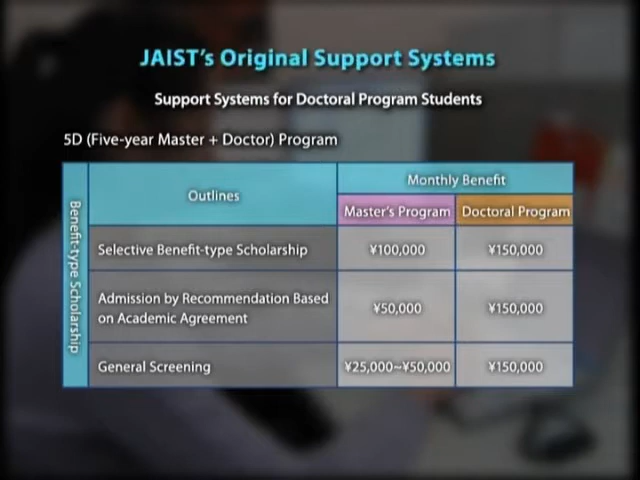 JAIST's Original Support Systems
Support Systems for Doctoral Program Students
5D (Five-year Master + Doctor) Program
Benefit-type Scholarship
Outlines
Monthly Benefit
Master's Program
Doctoral Program
Selective Benefit-type Scholarship
¥100,000
¥150,000
Admission by Recommendation Based
on Academic Agreement
¥50,000
¥150,000
General Screening
¥25,000~¥50,000
¥150,000